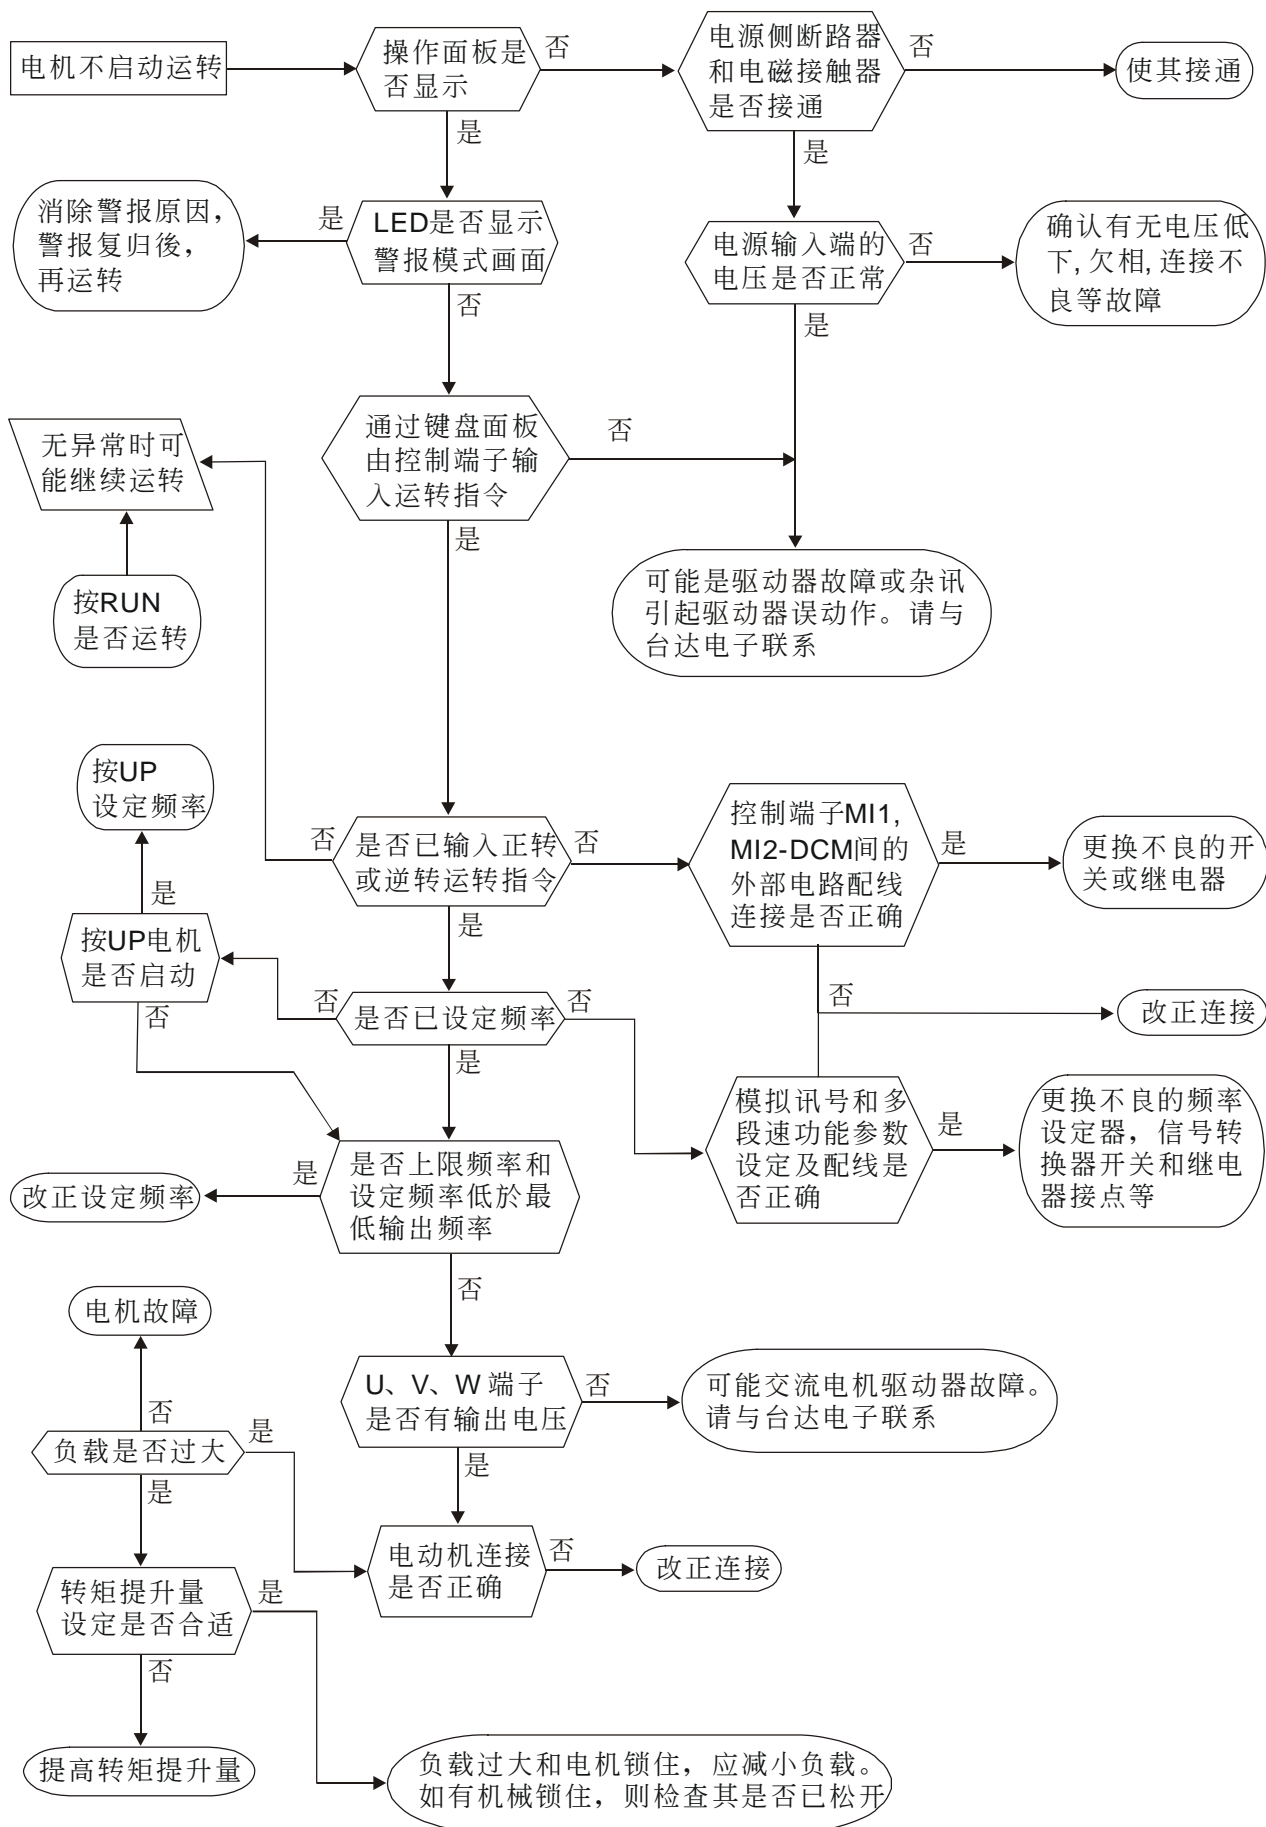 电机不启动运转
操作面板是
否显示
否
电源侧断路器
和电磁接触器
是否接通
否
使其接通
是
是
消除警报原因，
警报复归後，
再运转
是
LED是否显示
警报模式画面
电源输入端的
电压是否正常
否
确认有无电压低
下,欠相,连接不
良等故障
否
是
无异常时可
能继续运转
通过键盘面板
由控制端子输
入运转指令
否
是
按RUN
是否运转
可能是驱动器故障或杂讯
引起驱动器误动作。请与
台达电子联系
按UP
设定频率
否
是否已输入正转
或逆转运转指令
否
控制端子MI1,
MI2-DCM间的
外部电路配线
连接是否正确
是
更换不良的开
关或继电器
是
是
按UP电机
是否启动
否
否
是否已设定频率
否
否
改正连接
是
模拟讯号和多
段速功能参数
设定及配线是
否正确
是
更换不良的频率
设定器，信号转
换器开关和继电
器接点等
改正设定频率
是
是否上限频率和
设定频率低於最
低输出频率
否
电机故障
否
U、V、W 端子
是否有输出电压
否
可能交流电机驱动器故障。
请与台达电子联系
负载是否过大
是
是
是
电动机连接
是否正确
否
改正连接
转矩提升量
设定是否合适
是
否
提高转矩提升量
负载过大和电机锁住，应减小负载。
如有机械锁住，则检查其是否已松开